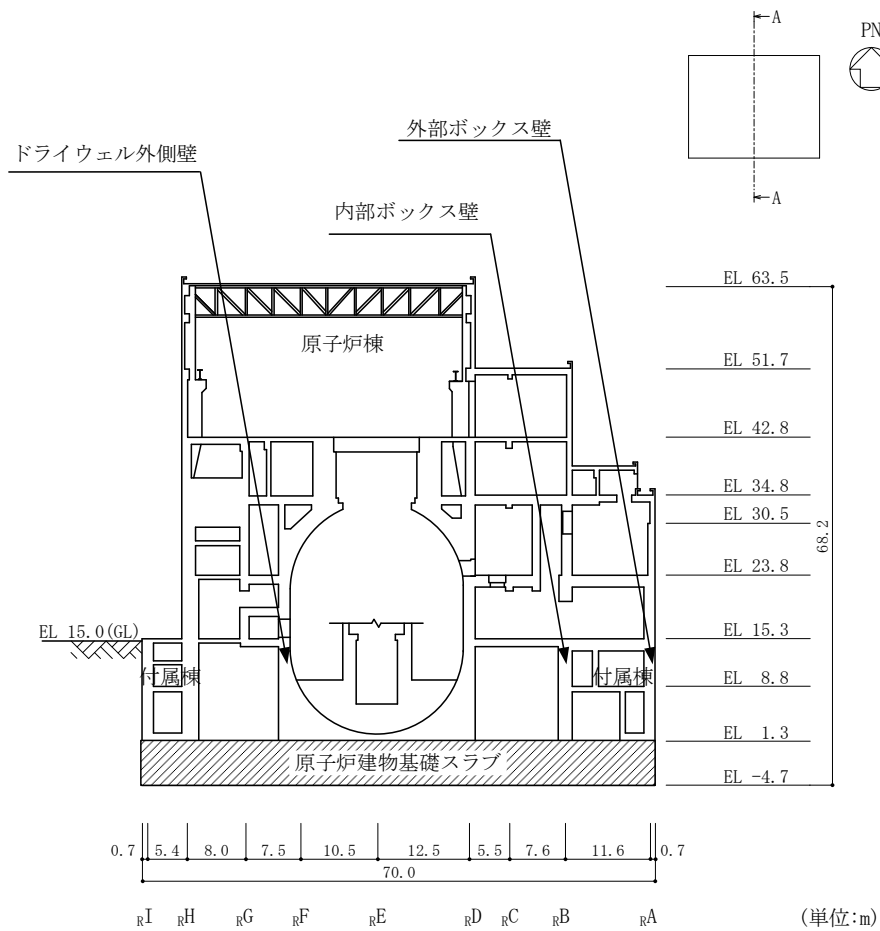 A
PN
A
外部ボックス壁
ドライウェル外側壁
内部ボックス壁
EL 63.5
原子炉棟
EL 51.7
EL 42.8
EL 34.8
EL 30.5
68.2
EL 23.8
EL 15.0(GL)
EL 15.3
付属棟
付属棟
EL 8.8
EL 1.3
原子炉建物基礎スラブ
EL -4.7
0.7 5.4 8.0 7.5 10.5 12.5 5.5 7.6 11.6 0.7
70.0
RI RH RG RF RE RD RC RB RA
(単位:m)